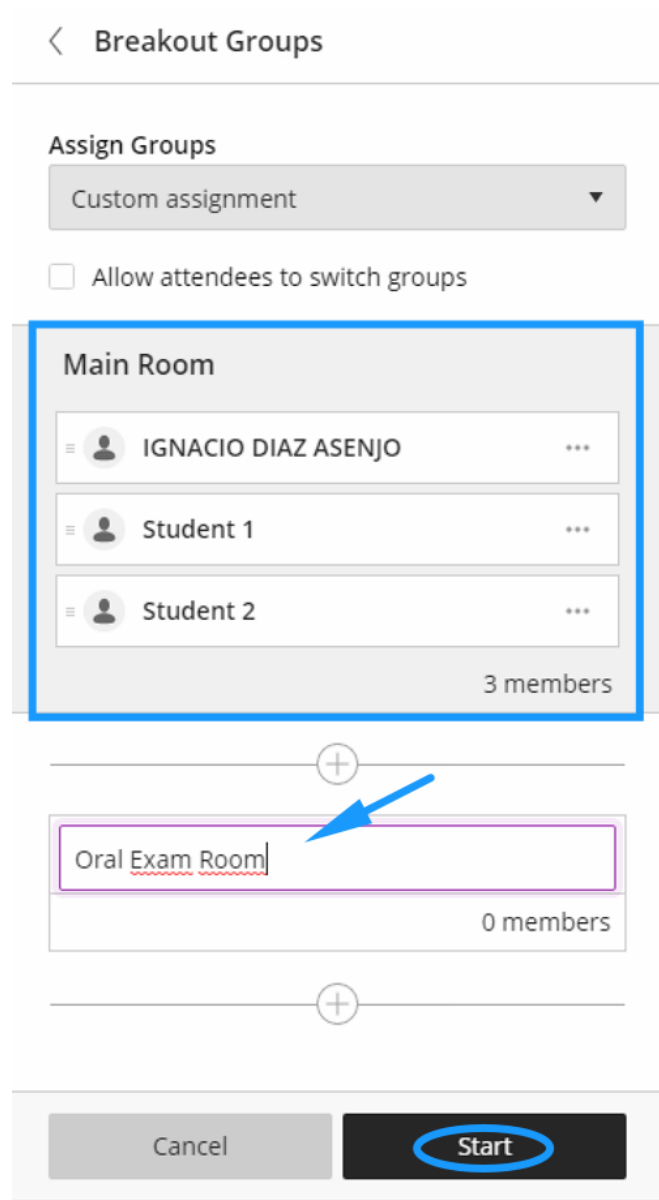 Breakout Groups
Assign Groups
Custom assignment
Allow attendees to switch groups
Main Room
IGNACIO DIAZ ASENJO
Student 1
Student 2
3 members
Oral Exam Room
0 members
Cancel
Start